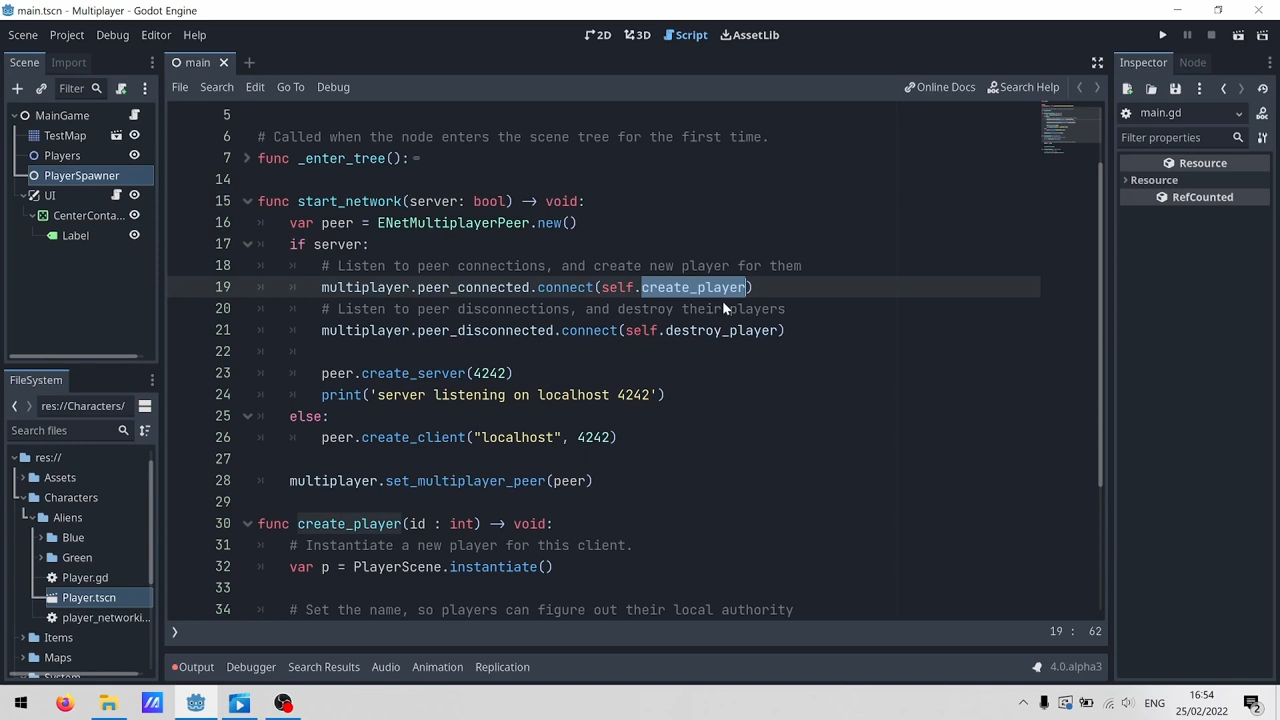 main.tscn - Multiplayer - Godot Engine
Scene Project Debug Editor Help
2D 3D Script AssetLib
Scene Import
Filter
MainGame
TestMap
Players
PlayerSpawner
UI
CenterConta...
Label
FileSystem
res://Characters/
Search files
res://
Assets
Characters
Aliens
Blue
Green
Player.gd
Player.tscn
player_networki...
Items
Maps
main
File Search Edit Go To Debug
Online Docs Search Help
5
6 # Called when the node enters the scene tree for the first time.
7 func _enter_tree():
14
15 func start_network(server: bool) -> void:
16 var peer = ENetMultiplayerPeer.new()
17 if server:
18 # Listen to peer connections, and create new player for them
19 multiplayer.peer_connected.connect(self.create_player)
20 # Listen to peer disconnections, and destroy their players
21 multiplayer.peer_disconnected.connect(self.destroy_player)
22
23 peer.create_server(4242)
24 print('server listening on localhost 4242')
25 else:
26 peer.create_client("localhost", 4242)
27
28 multiplayer.set_multiplayer_peer(peer)
29
30 func create_player(id : int) -> void:
31 # Instantiate a new player for this client.
32 var p = PlayerScene.instantiate()
33
34 # Set the name, so players can figure out their local authority
19 : 62
Output Debugger Search Results Audio Animation Replication
4.0.alpha3
Inspector Node
main.gd
Filter properties
Resource
Resource
RefCounted
ENG
16:54
25/02/2022
2